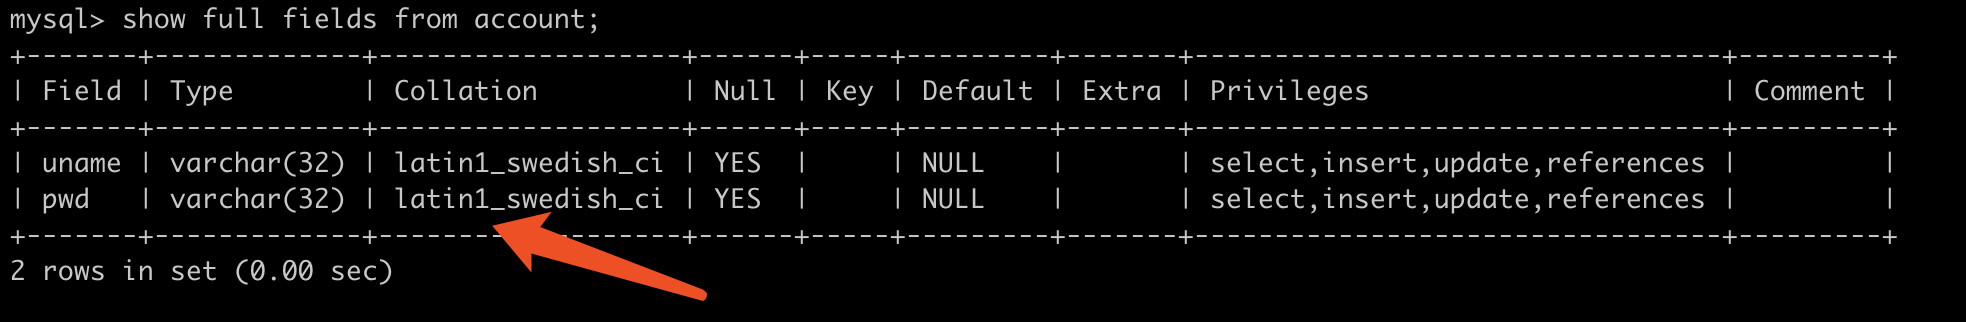 mysql> show full fields from account;
+-------+-------------+-------------------+------+-----+---------+-------+---------------------------------+---------+
| Field | Type        | Collation         | Null | Key | Default | Extra | Privileges                      | Comment |
+-------+-------------+-------------------+------+-----+---------+-------+---------------------------------+---------+
| uname | varchar(32) | latin1_swedish_ci | YES  |     | NULL    |       | select,insert,update,references |         |
| pwd   | varchar(32) | latin1_swedish_ci | YES  |     | NULL    |       | select,insert,update,references |         |
+-------+-------------+-------------------+------+-----+---------+-------+---------------------------------+---------+
2 rows in set (0.00 sec)